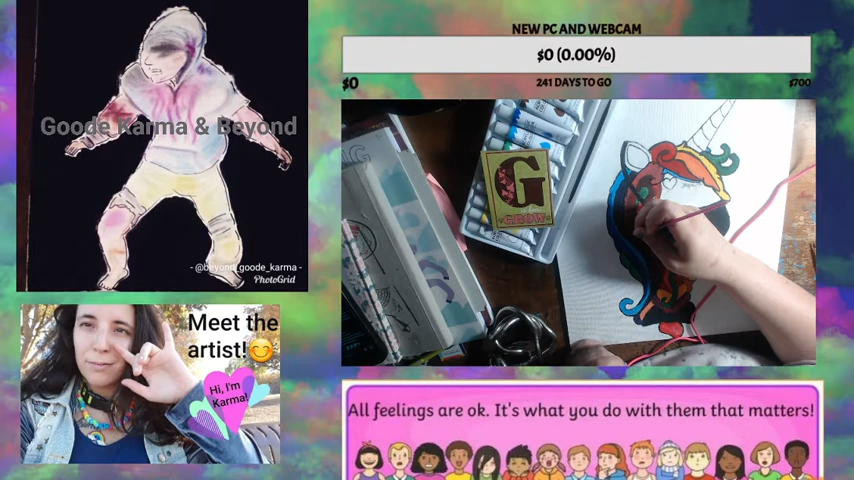 Goode Karma & Beyond
- @beyond_goode_karma -
PhotoGrid
Meet the
artist!😊
Hi, I'm
Karma!
NEW PC AND WEBCAM
$0 (0.00%)
$0 241 DAYS TO GO $700
G
GROW
All feelings are ok. It's what you do with them that matters!